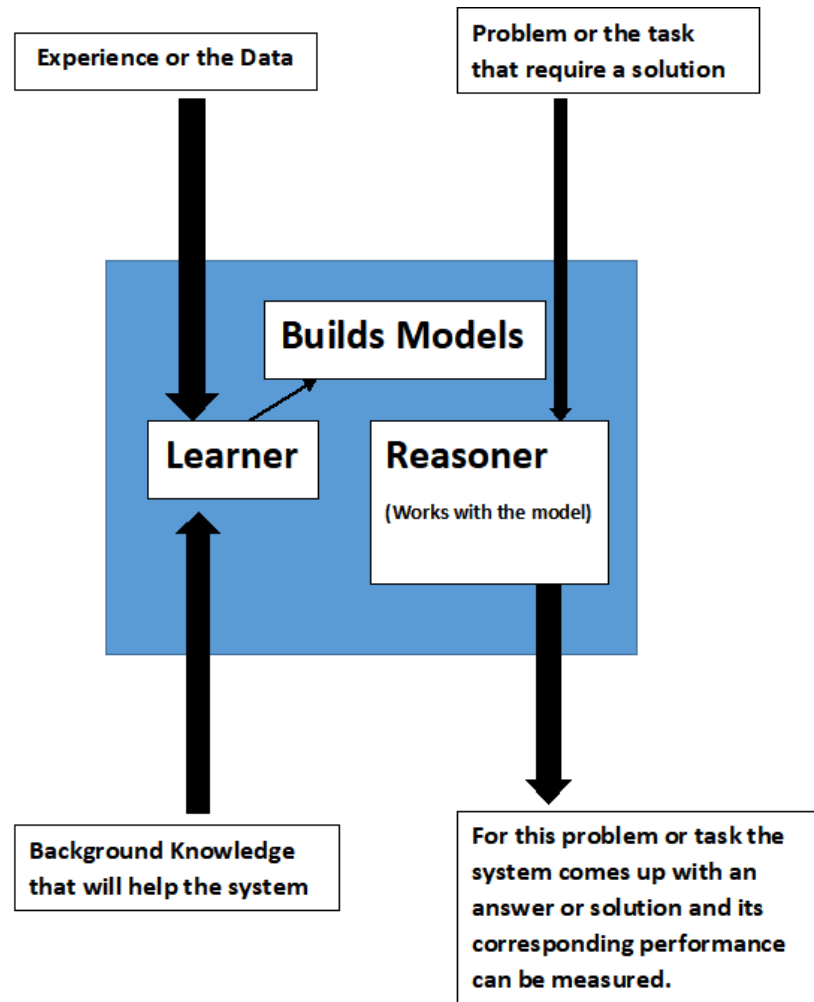 Experience or the Data
Problem or the task
that require a solution
Builds Models
Learner
Reasoner
(Works with the model)
Background Knowledge
that will help the system
For this problem or task the
system comes up with an
answer or solution and its
corresponding performance
can be measured.